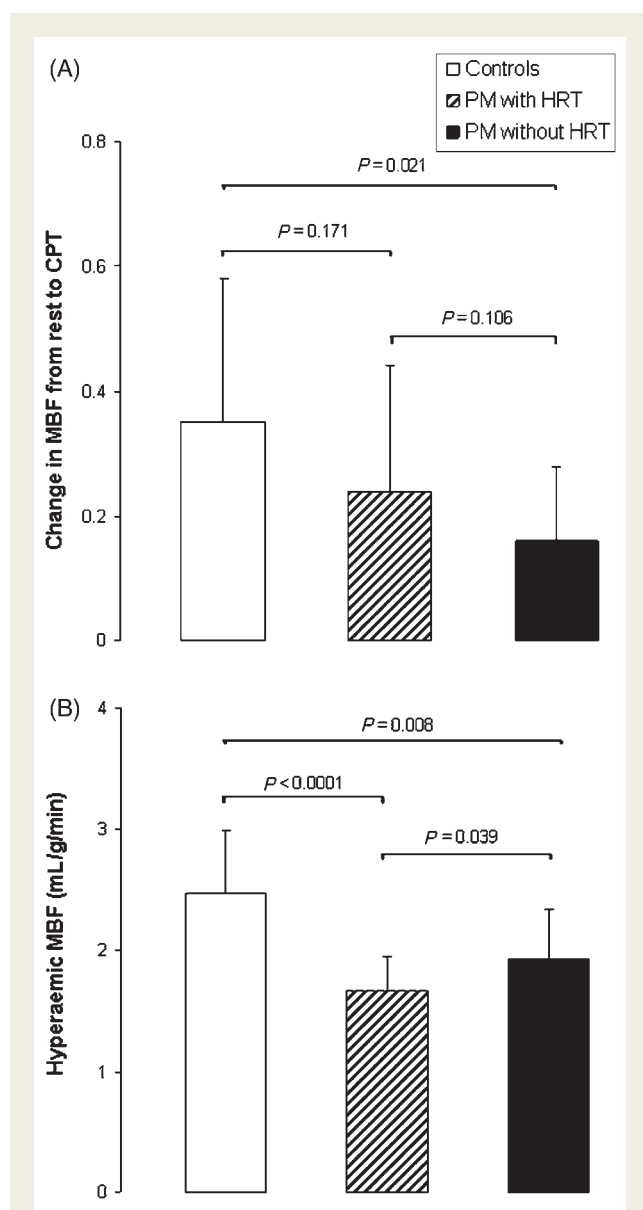 (A)
Controls
PM with HRT
PM without HRT
0.8
0.6
0.4
0.2
0
Change in MBF from rest to CPT
P=0.021
P=0.171
P=0.106
(B)
4
3
2
1
0
Hyperaemic MBF (mL/g/min)
P=0.008
P<0.0001
P=0.039